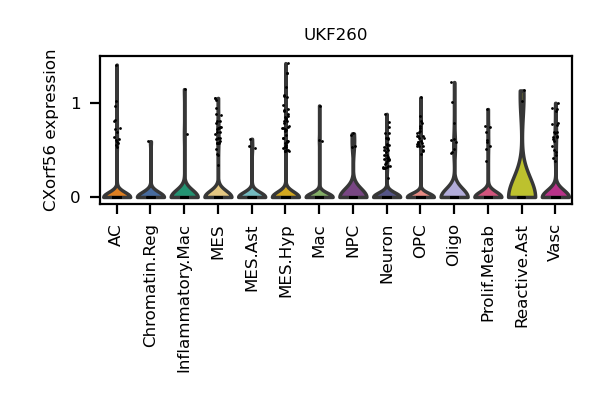 UKF260
CXorf56 expression
1
0
AC
Chromatin.Reg
Inflammatory.Mac
MES
MES.Ast
MES.Hyp
Mac
NPC
Neuron
OPC
Oligo
Prolif.Metab
Reactive.Ast
Vasc